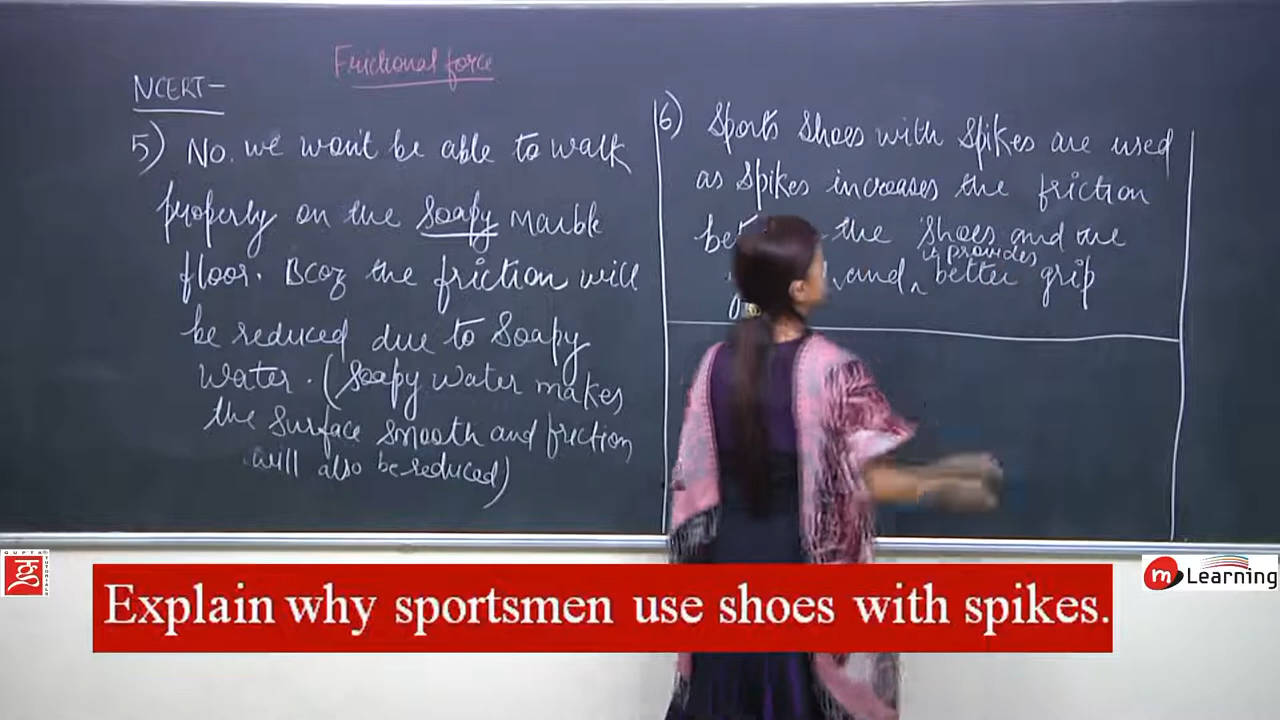 Frictional force
NCERT-
5) No. we won't be able to walk
properly on the soapy marble
floor. Bcoz the friction will
be reduced due to Soapy
Water. (Soapy Water makes
the surface smooth and friction
will also be reduced)
6) Sports Shoes with Spikes are used
as Spikes increases the friction
the Shoes and the
provides
and, better grip
GUPTA
TUTORIALS
Explain why sportsmen use shoes with spikes.
m Learning